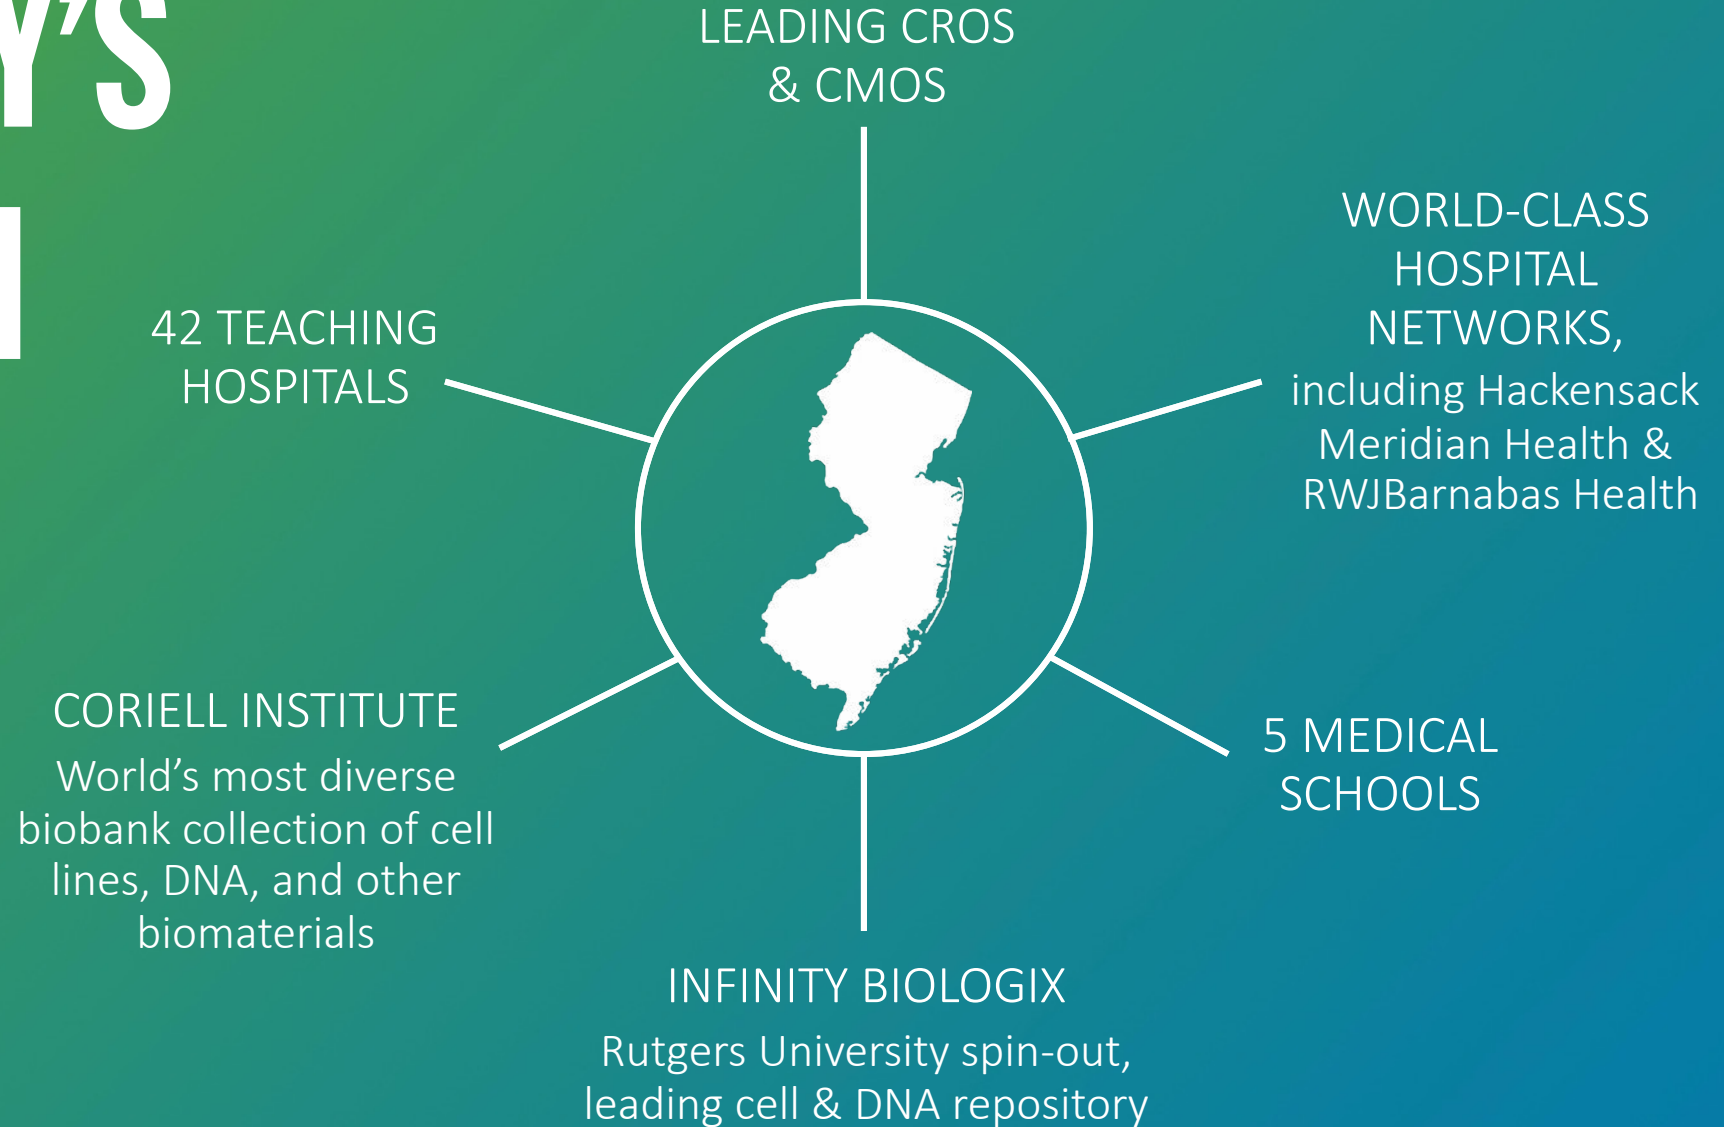 Y'S
LEADING CROS
& CMOS
WORLD-CLASS
HOSPITAL
NETWORKS,
including Hackensack
Meridian Health &
RWJBarnabas Health
42 TEACHING
HOSPITALS
CORIELL INSTITUTE
World's most diverse
biobank collection of cell
lines, DNA, and other
biomaterials
5 MEDICAL
SCHOOLS
INFINITY BIOLOGIX
Rutgers University spin-out,
leading cell & DNA repository